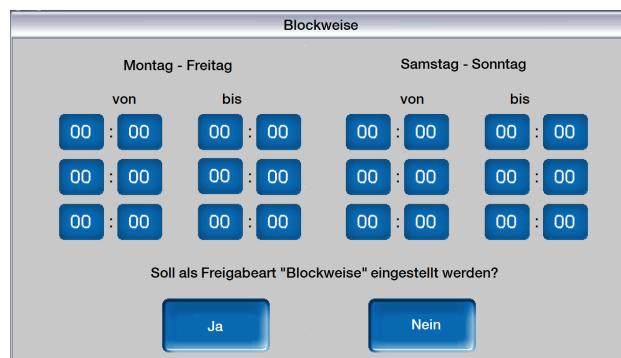 Blockweise
Montag - Freitag Samstag - Sonntag
von bis von bis
00 : 00 00 : 00 00 : 00 00 : 00
00 : 00 00 : 00 00 : 00 00 : 00
00 : 00 00 : 00 00 : 00 00 : 00
Soll als Freigabeart "Blockweise" eingestellt werden?
Ja Nein